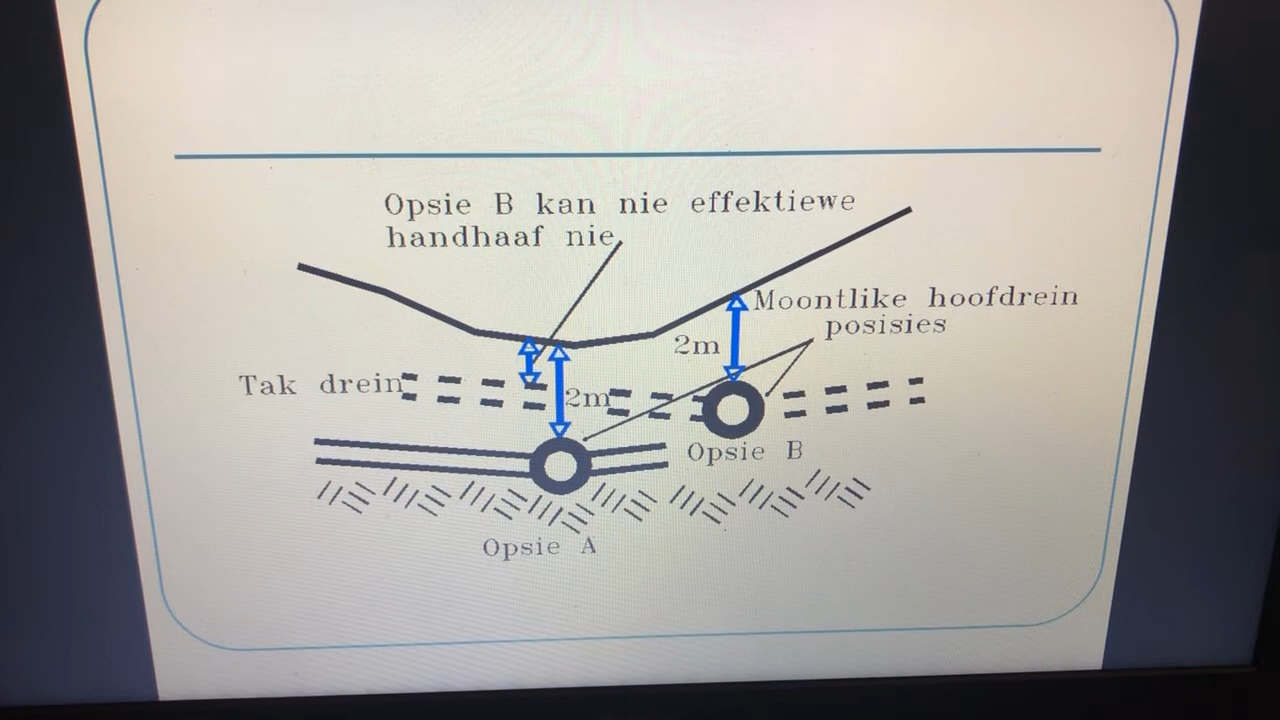 Opsie B kan nie effektiewe
handhaaf nie
Moontlike hoofdrein
posisies
2m
Tak drein
2m
Opsie B
Opsie A